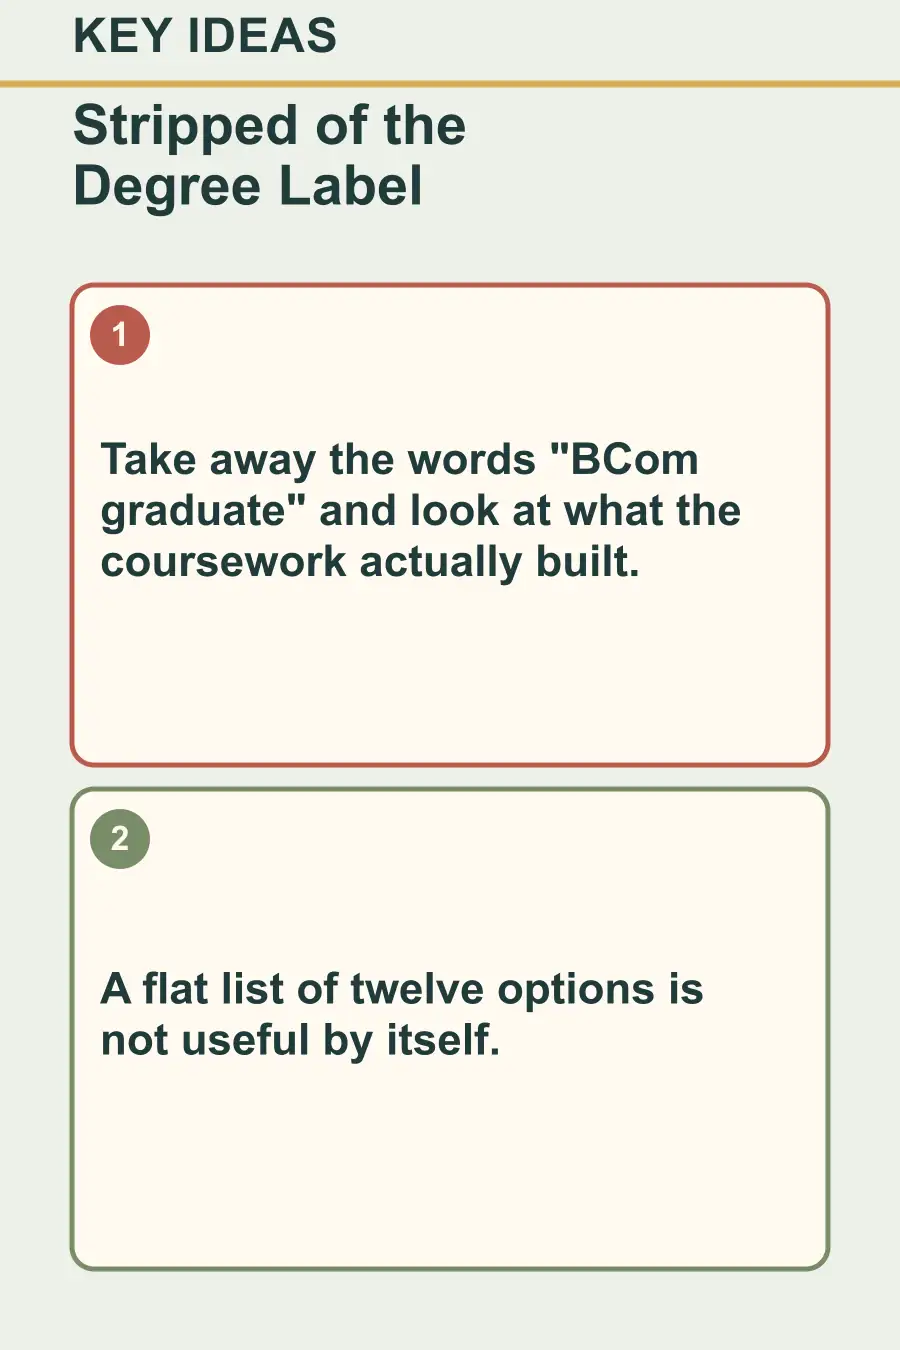 KEY IDEAS
Stripped of the
Degree Label
1
Take away the words "BCom
graduate" and look at what the
coursework actually built.
2
A flat list of twelve options is
not useful by itself.